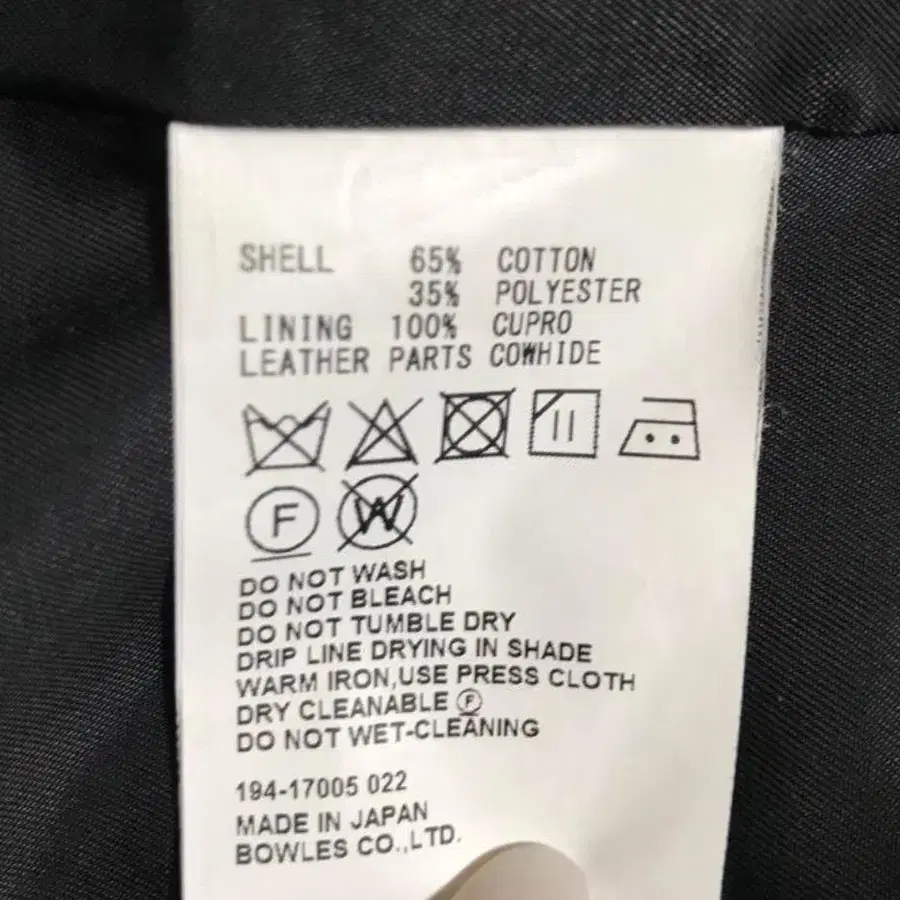 SHELL 65% COTTON
35% POLYESTER
LINING 100% CUPRO
LEATHER PARTS COWHIDE
F W
DO NOT WASH
DO NOT BLEACH
DO NOT TUMBLE DRY
DRIP LINE DRYING IN SHADE
WARM IRON,USE PRESS CLOTH
DRY CLEANABLE Ⓕ
DO NOT WET-CLEANING
194-17005 022
MADE IN JAPAN
BOWLES CO.,LTD.